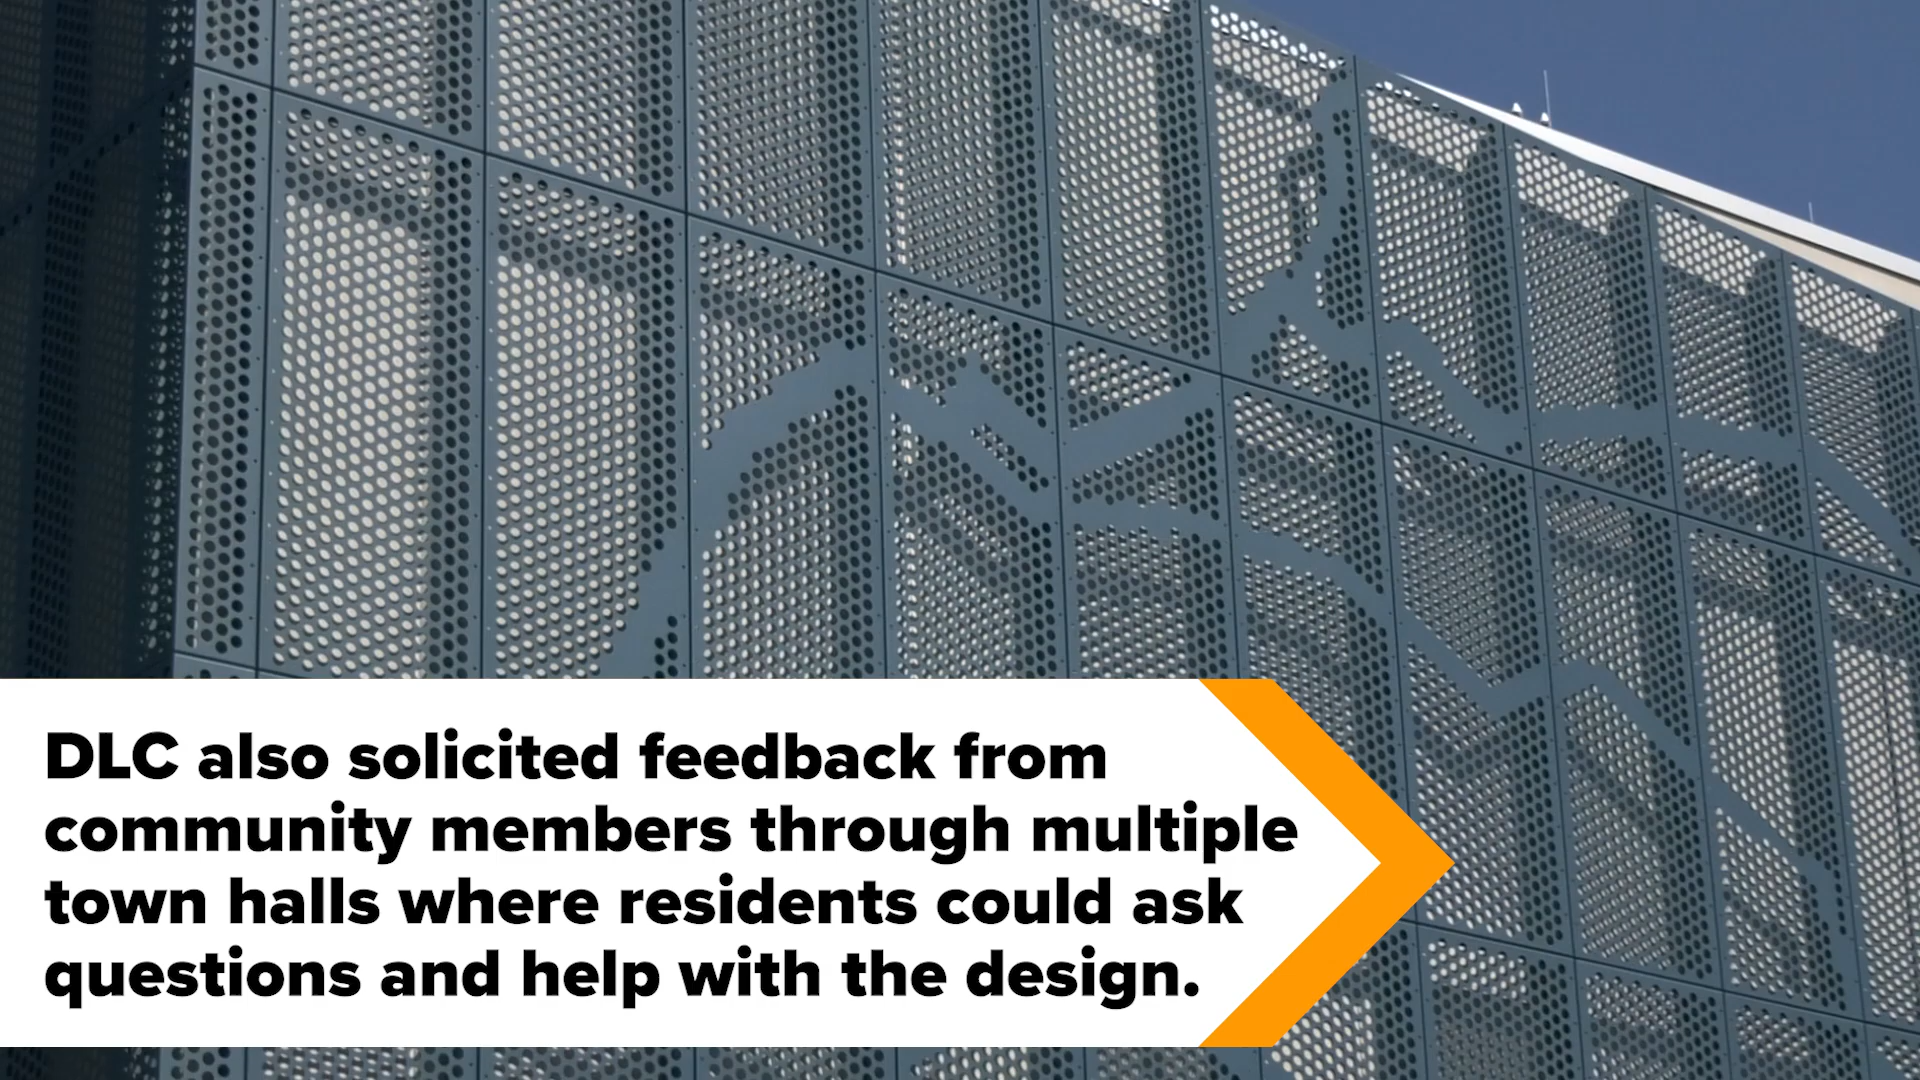 DLC also solicited feedback from
community members through multiple
town halls where residents could ask
questions and help with the design.